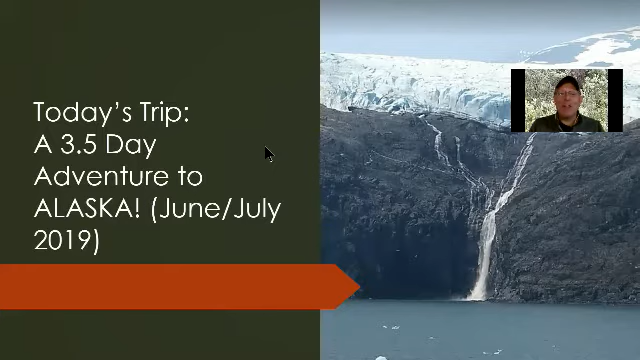 Today's Trip:
A 3.5 Day
Adventure to
ALASKA! (June/July
2019)